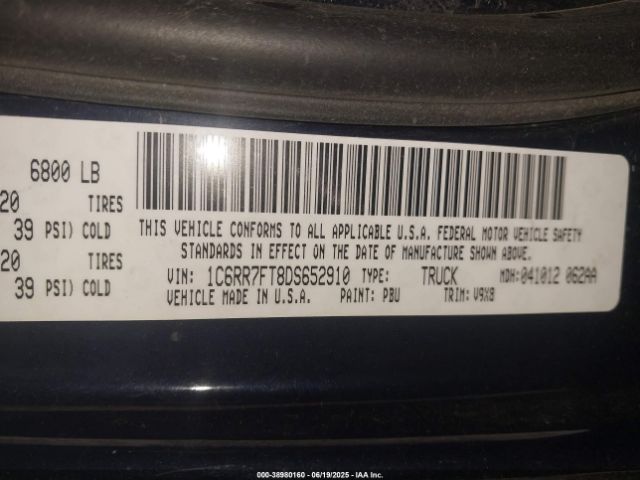 6800 LB
20 TIRES
39 PSI) COLD
20 TIRES
39 PSI) COLD
THIS VEHICLE CONFORMS TO ALL APPLICABLE U.S.A. FEDERAL MOTOR VEHICLE SAFETY
STANDARDS IN EFFECT ON THE DATE OF MANUFACTURE SHOWN ABOVE.
VIN: 1C6RR7FT8DS652910 TYPE: TRUCK MDH: 041012 062AA
VEHICLE MADE IN U.S.A. PAINT: PBU TRIM: V9X8
000-38980160 - 06/19/2025 - IAA Inc.